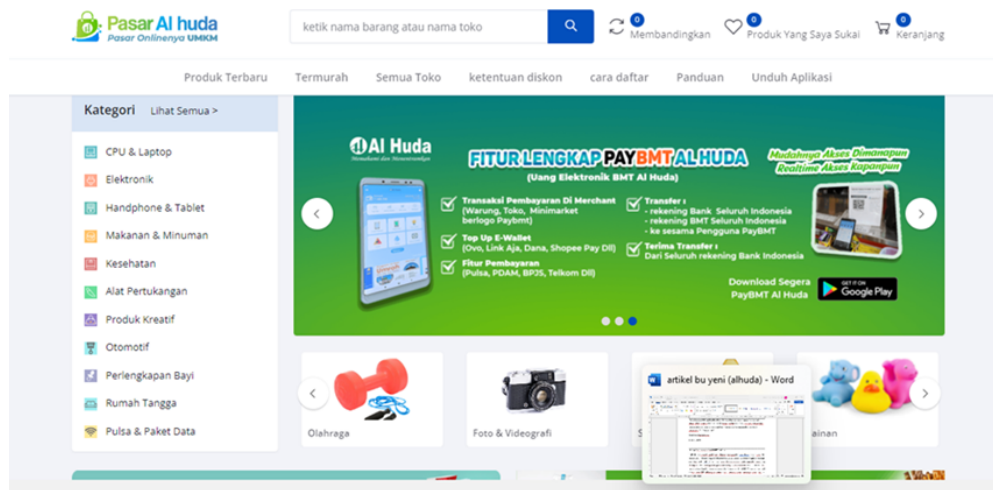 Pasar Al huda
Pasar Onlinenya UMKM
ketik nama barang atau nama toko
0
Membandingkan
0
Produk Yang Saya Sukai
0
Keranjang
Produk Terbaru
Termurah
Semua Toko
ketentuan diskon
cara daftar
Panduan
Unduh Aplikasi
Kategori
Lihat Semua >
CPU & Laptop
Elektronik
Handphone & Tablet
Makanan & Minuman
Kesehatan
Alat Pertukangan
Produk Kreatif
Otomotif
Perlengkapan Bayi
Rumah Tangga
Pulsa & Paket Data
Al Huda
FITUR LENGKAP PAYBMT AL HUDA
(Uang Elektronik BMT Al Huda)
Mudahnya Akses Dimanapun
Realtime Akses Kapanpun
Transaksi Pembayaran Di Merchant
(Warung, Toko, Minimarket
berlogo Paybmt)
Top Up E-Wallet
(Ovo, Link Aja, Dana, Shopee Pay Dll)
Fitur Pembayaran
(Pulsa, PDAM, BPJS, Telkom Dll)
Transfer :
- rekening Bank Seluruh Indonesia
- rekening BMT Seluruh Indonesia
- ke sesama Pengguna PayBMT
Terima Transfer :
Dari Seluruh rekening Bank Indonesia
Download Segera
PayBMT Al Huda
GET IT ON
Google Play
Olahraga
Foto & Videografi
artikel bu yeni (alhuda) - Word